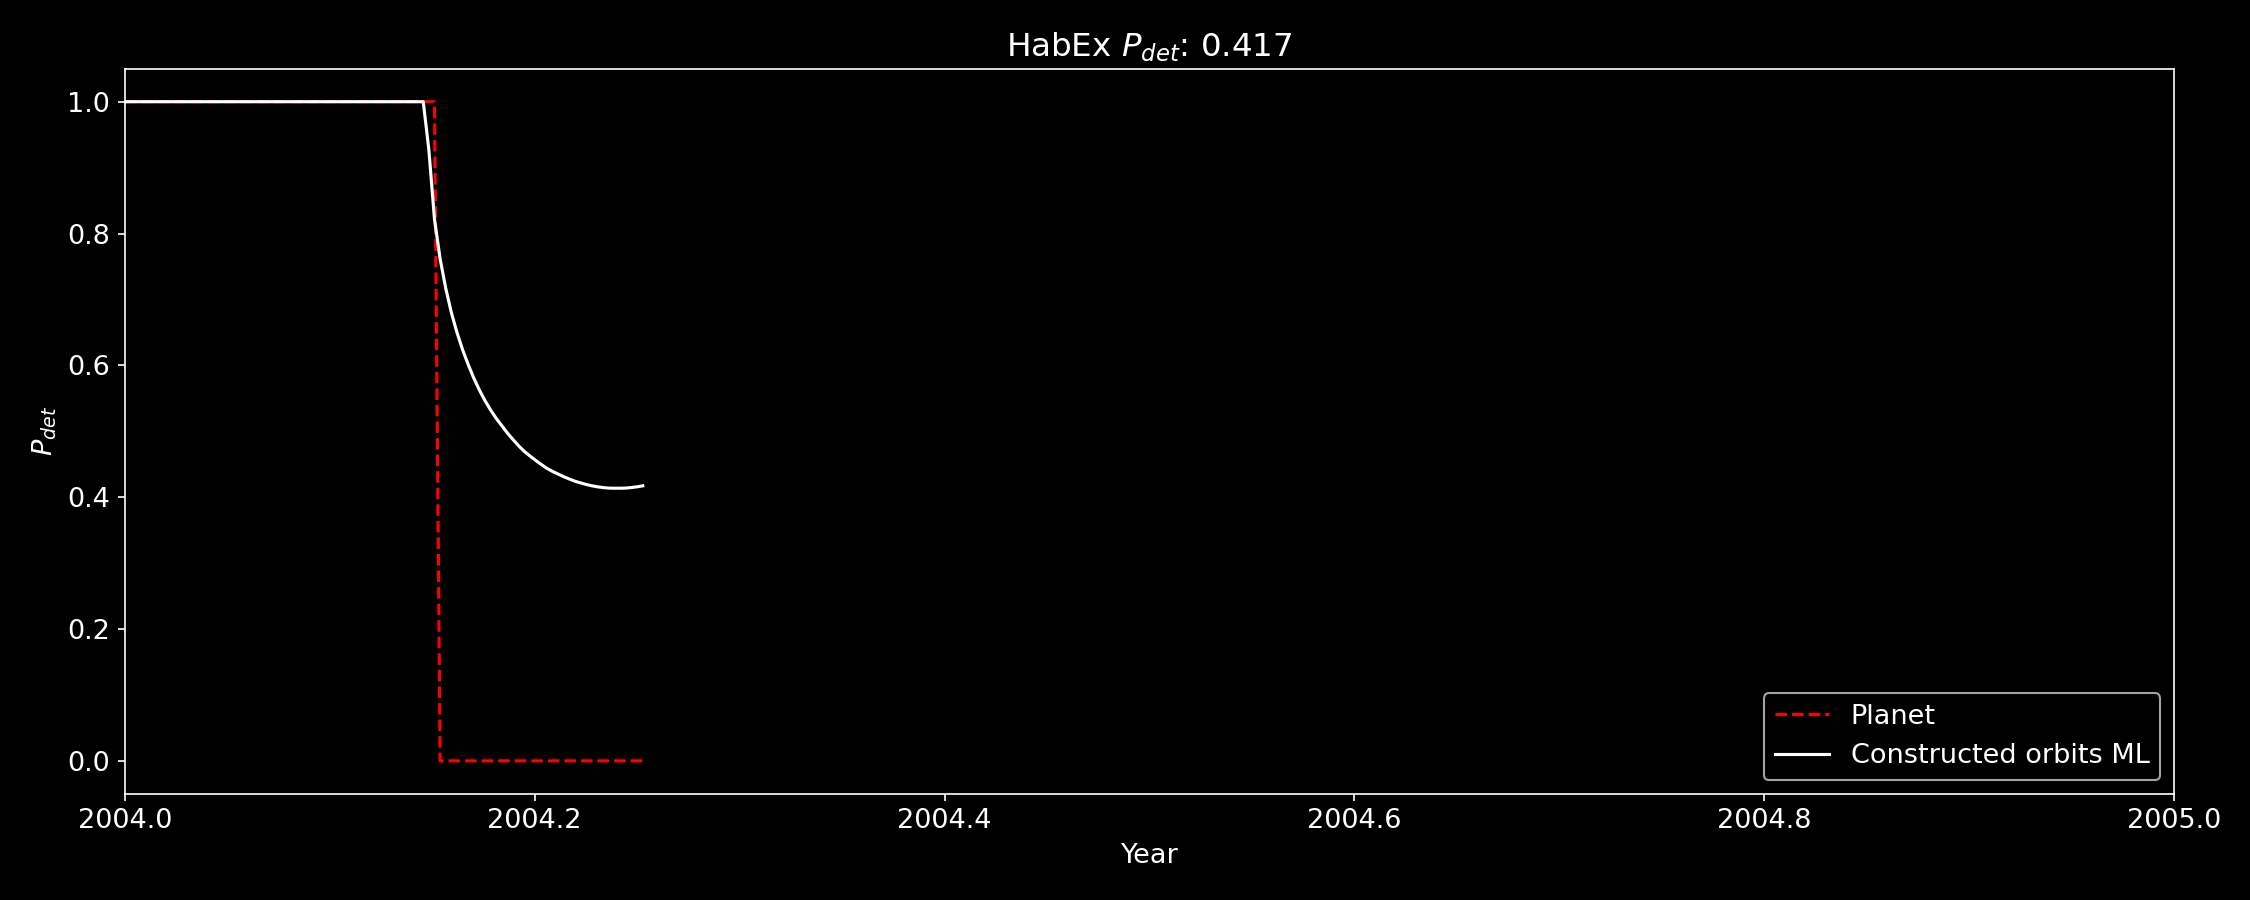 HabEx P_det: 0.417
1.0
0.8
0.6
0.4
0.2
0.0
P_det
2004.0 2004.2 2004.4 2004.6 2004.8 2005.0
Year
Planet
Constructed orbits ML